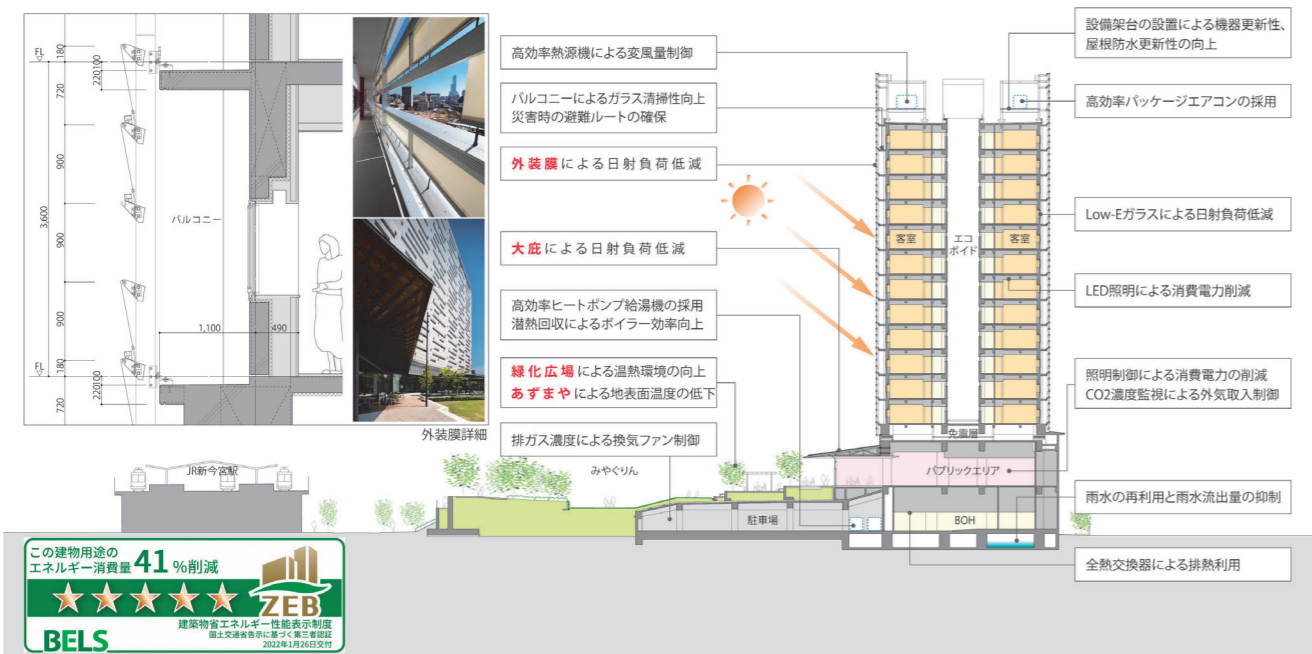 FL
180
220
100
720
900
3,600
900
900
FL
180
220
100
720
バルコニー
1,100
490
外装膜詳細
高効率熱源機による変風量制御
バルコニーによるガラス清掃性向上
災害時の避難ルートの確保
外装膜による日射負荷低減
大庇による日射負荷低減
高効率ヒートポンプ給湯機の採用
潜熱回収によるボイラー効率向上
緑化広場による温熱環境の向上
あずまやによる地表面温度の低下
排ガス濃度による換気ファン制御
設備架台の設置による機器更新性、
屋根防水更新性の向上
高効率パッケージエアコンの採用
Low-Eガラスによる日射負荷低減
LED照明による消費電力削減
照明制御による消費電力の削減
CO2濃度監視による外気取入制御
雨水の再利用と雨水流出量の抑制
全熱交換器による排熱利用
客室
エコ
ボイド
客室
免震層
パブリックエリア
BOH
駐車場
みやぐりん
JR新今宮駅
この建物用途の
エネルギー消費量 41 %削減
ZEB
建築物省エネルギー性能表示制度
国土交通省告示に基づく第三者認証
2022年1月26日交付
BELS